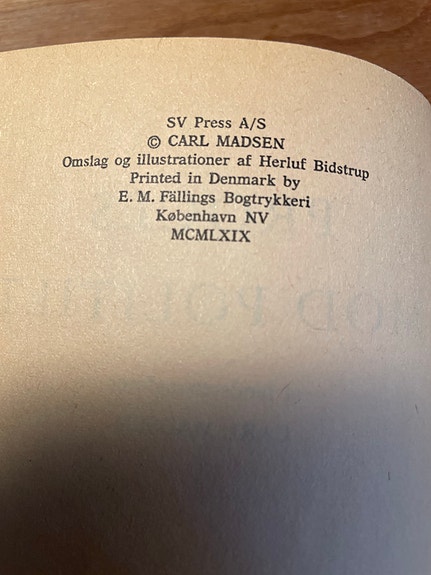 SV Press A/S
© CARL MADSEN
Omslag og illustrationer af Herluf Bidstrup
Printed in Denmark by
E. M. Fällings Bogtrykkeri
København NV
MCMLXIX